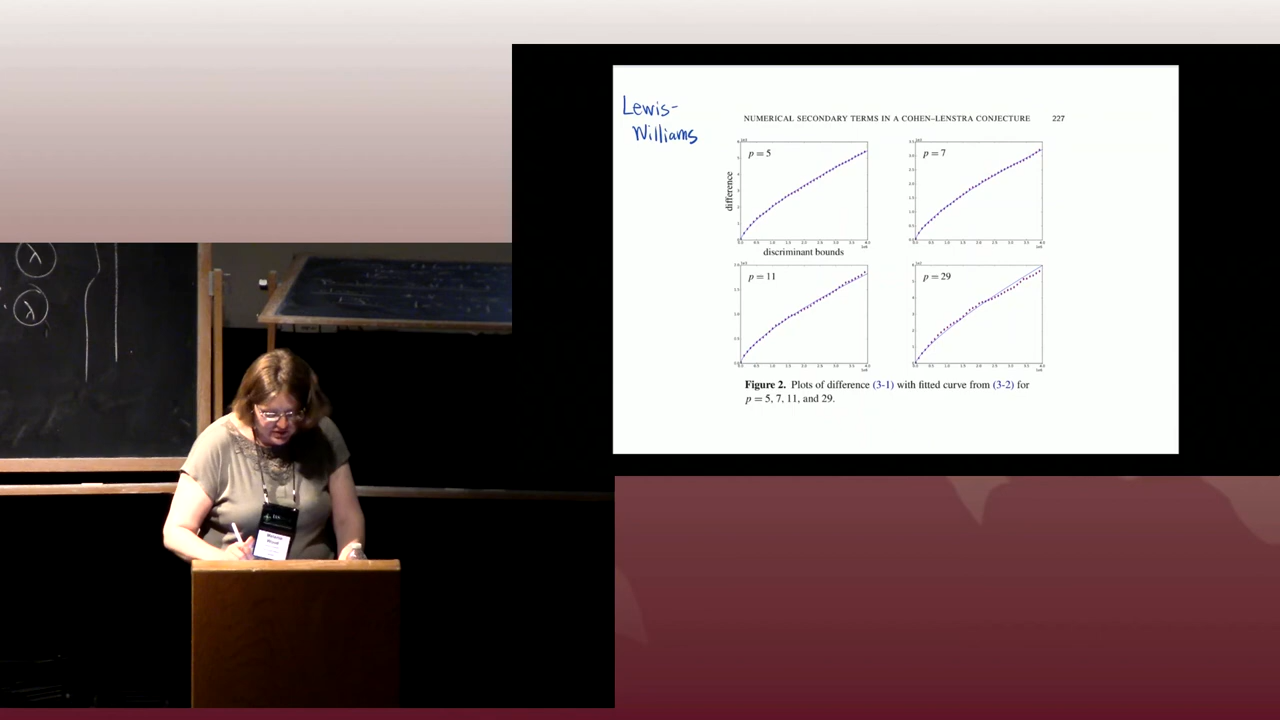 λ
λ
Lewis-
Williams
NUMERICAL SECONDARY TERMS IN A COHEN–LENSTRA CONJECTURE 227
p = 5
p = 7
difference
discriminant bounds
p = 11
p = 29
Figure 2. Plots of difference (3-1) with fitted curve from (3-2) for
p = 5, 7, 11, and 29.